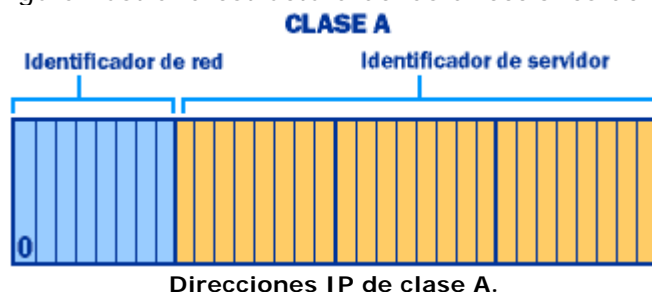 CLASE A
Identificador de red Identificador de servidor
0
Direcciones IP de clase A.